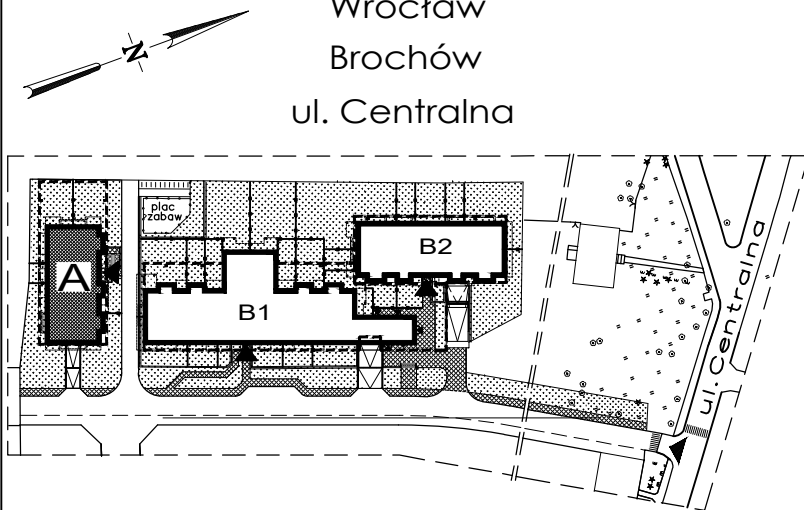 Wrocław
Brochów
ul. Centralna
N
plac
zabaw
A
B1
B2
ul.Centralna